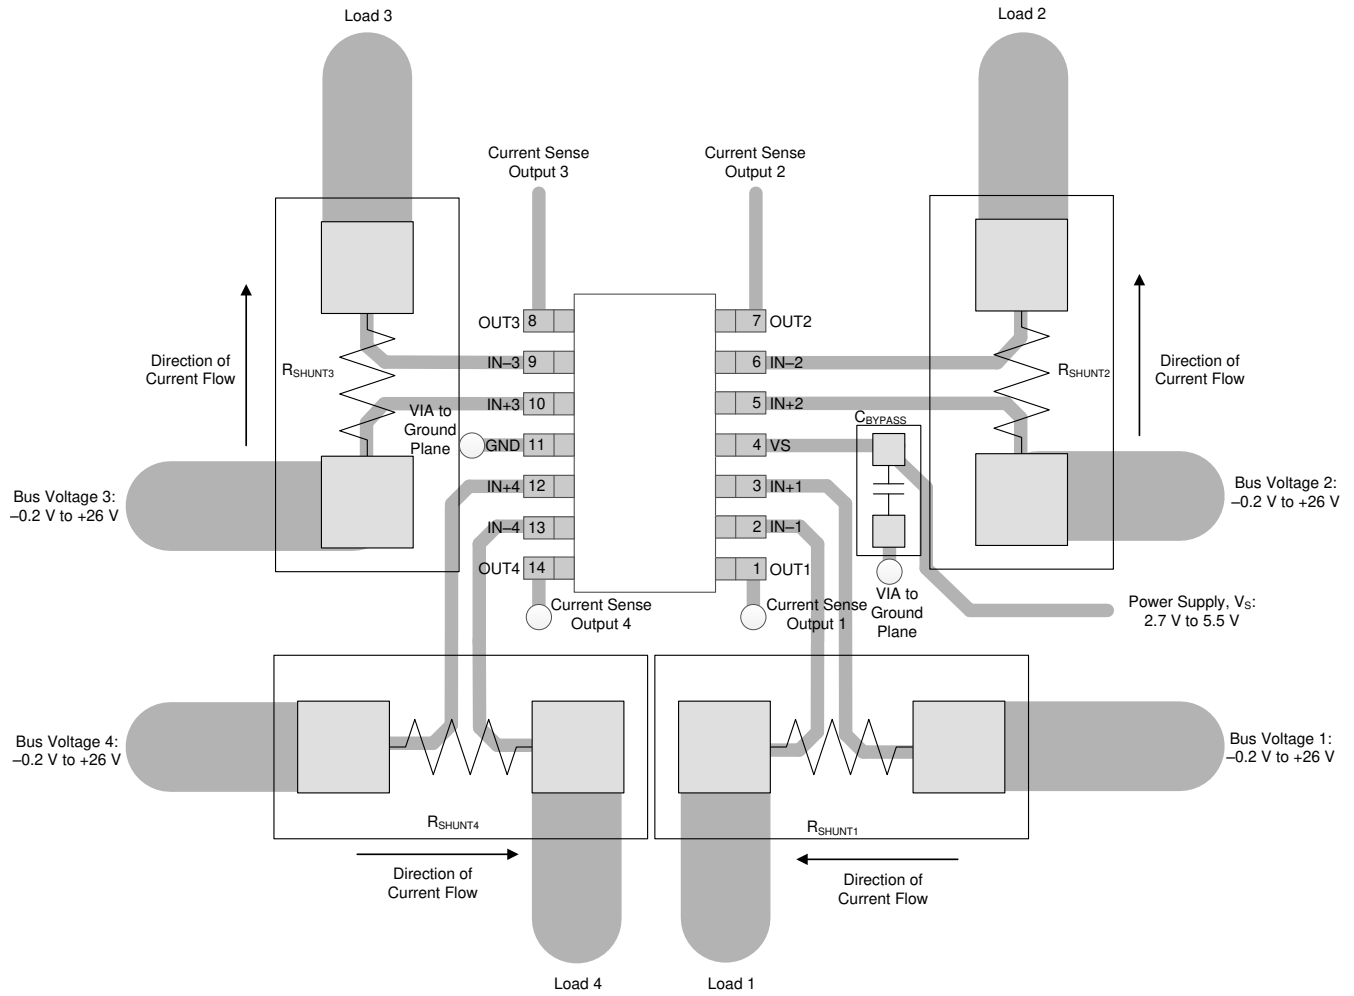 Load 3
Load 2
Current Sense
Output 3
Current Sense
Output 2
OUT3 8
7 OUT2
Direction of
Current Flow
RSHUNT3
IN–3 9
6 IN–2
RSHUNT2
Direction of
Current Flow
IN+3 10
5 IN+2
VIA to
Ground
Plane
CBYPASS
GND 11
4 VS
Bus Voltage 3:
–0.2 V to +26 V
IN+4 12
3 IN+1
Bus Voltage 2:
–0.2 V to +26 V
IN–4 13
2 IN–1
OUT4 14
1 OUT1
Current Sense
Output 4
Current Sense
Output 1
VIA to
Ground
Plane
Power Supply, VS:
2.7 V to 5.5 V
Bus Voltage 4:
–0.2 V to +26 V
Bus Voltage 1:
–0.2 V to +26 V
RSHUNT4
RSHUNT1
Direction of
Current Flow
Direction of
Current Flow
Load 4
Load 1